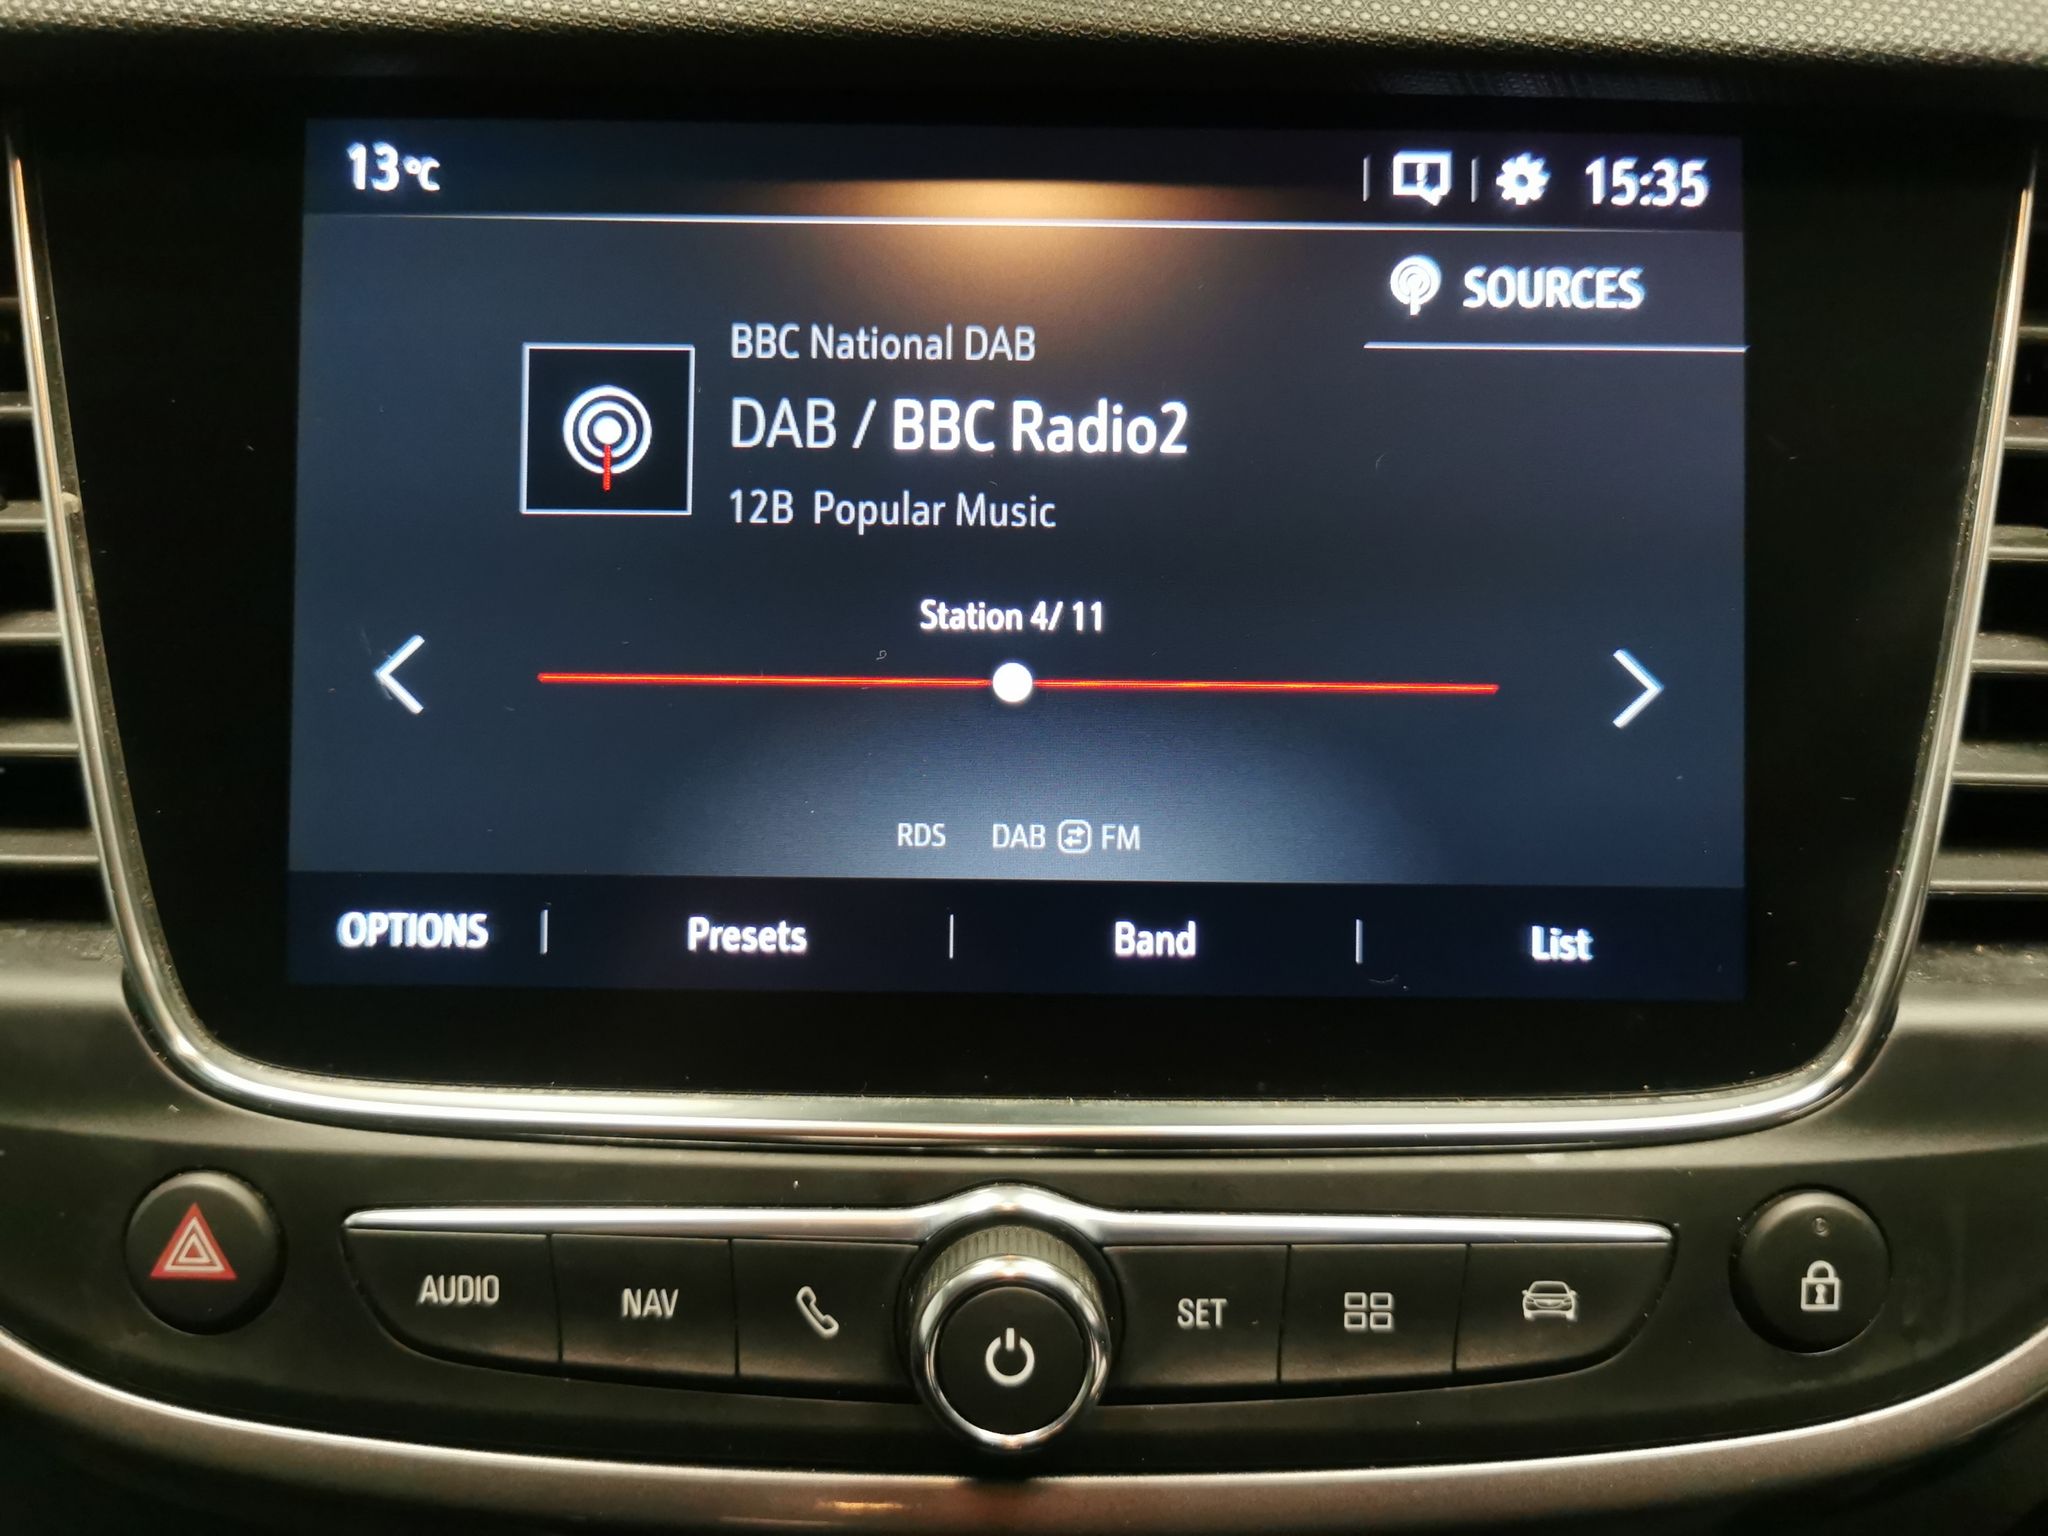 13°C 15:35
SOURCES
BBC National DAB
DAB / BBC Radio2
12B Popular Music
Station 4/ 11
RDS DAB FM
OPTIONS Presets Band List
AUDIO NAV SET